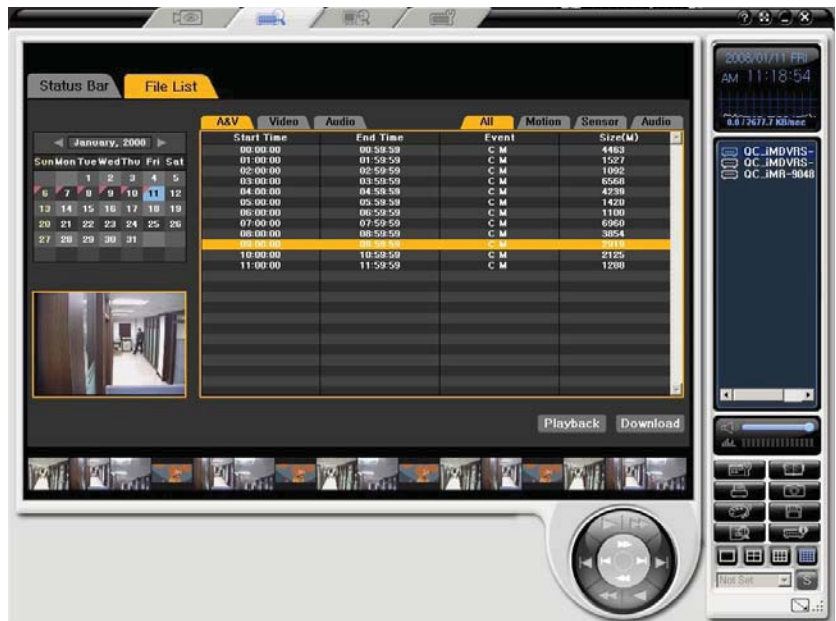 2008/01/11 FRI
AM 11:18:54
0.0 / 7677.7 KB/sec
Status Bar
File List
A&V Video Audio
All Motion Sensor Audio
January, 2008
Sun Mon Tue Wed Thu Fri Sat
1 2 3 4 5
6 7 8 9 10 11 12
13 14 15 16 17 18 19
20 21 22 23 24 25 26
27 28 29 30 31
Start Time End Time Event Size(M)
00:00:00 00:59:59 C M 4463
01:00:00 01:59:59 C M 1527
02:00:00 02:59:59 C M 1092
03:00:00 03:59:59 C M 6568
04:00:00 04:59:59 C M 4239
05:00:00 05:59:59 C M 1420
06:00:00 06:59:59 C M 1100
07:00:00 07:59:59 C M 6960
08:00:00 08:59:59 C M 3854
09:00:00 09:59:59 C M 2919
10:00:00 10:59:59 C M 2125
11:00:00 11:59:59 C M 1288
Playback Download
QC_iMDVRS-
QC_iMDVRS-
QC_iMR-9048
Not Set
S